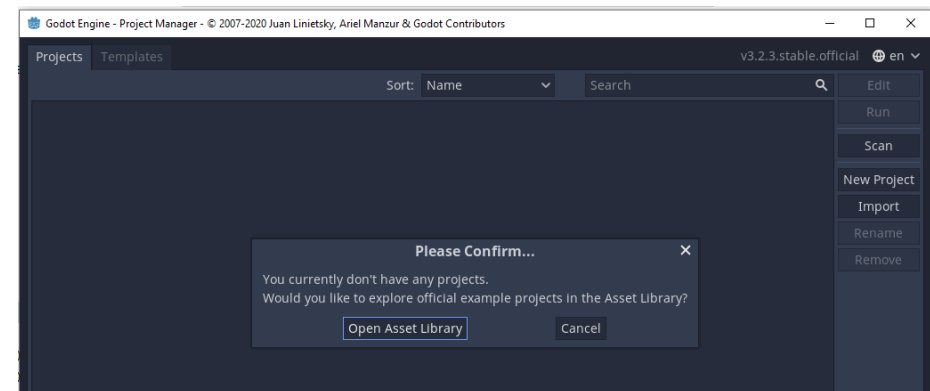 Godot Engine - Project Manager - © 2007-2020 Juan Linietsky, Ariel Manzur & Godot Contributors
Projects Templates v3.2.3.stable.official en
Sort: Name Search Edit
Run
Scan
New Project
Import
Rename
Remove
Please Confirm...
You currently don't have any projects.
Would you like to explore official example projects in the Asset Library?
Open Asset Library Cancel